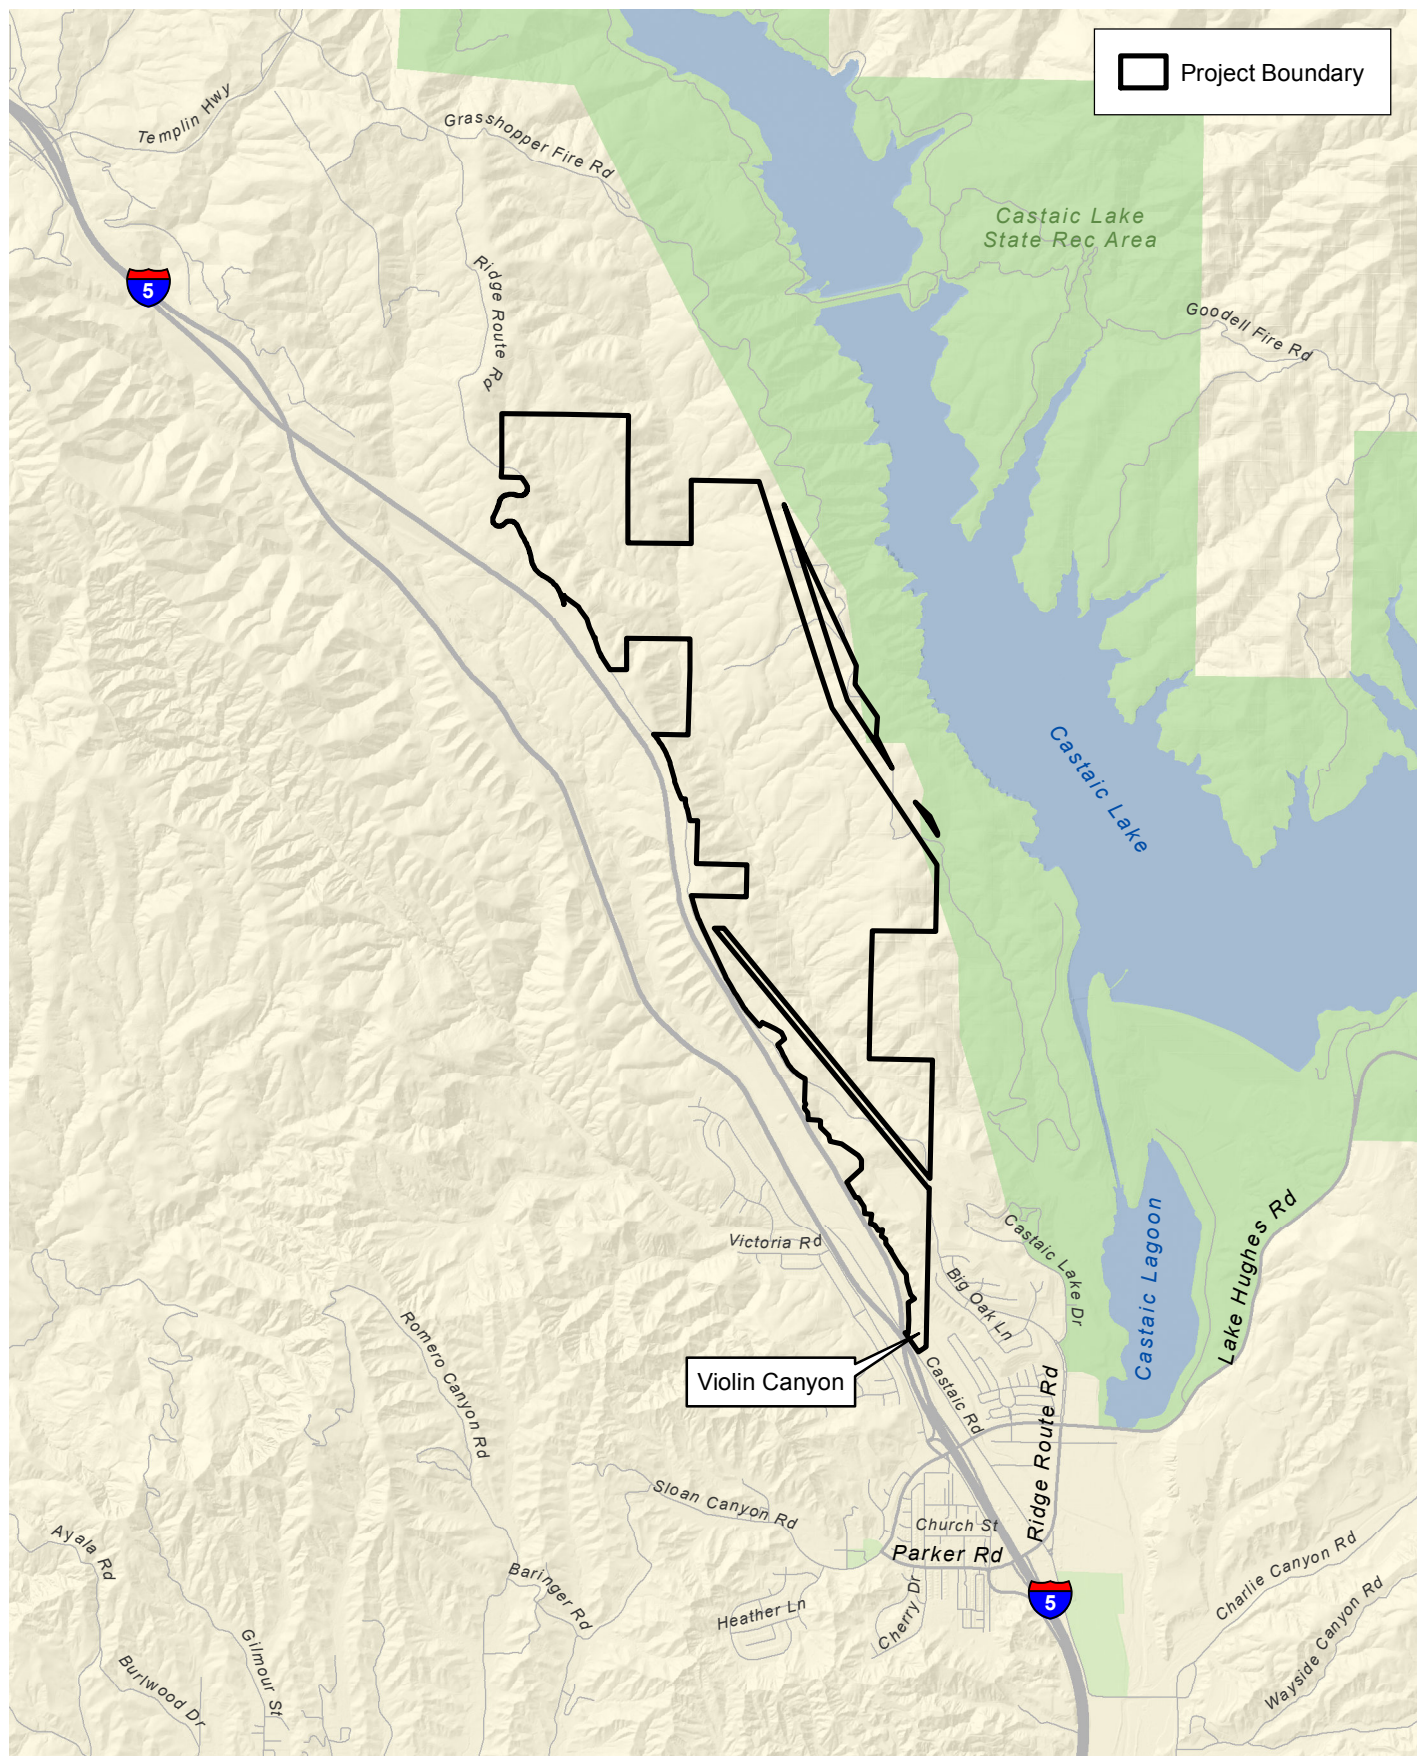 Project Boundary
Templin Hwy
Grasshopper Fire Rd
Castaic Lake
State Rec Area
5
Ridge Route Rd
Goodell Fire Rd
Castaic Lake
Victoria Rd
Castaic Lake Dr
Castaic Lagoon
Lake Hughes Rd
Big Oak Ln
Romero Canyon Rd
Violin Canyon
Castaic Rd
Ridge Route Rd
Sloan Canyon Rd
Church St
Parker Rd
Ayala Rd
Baringer Rd
Heather Ln
Cherry Dr
5
Charlie Canyon Rd
Wayside Canyon Rd
Gilmour St
Burlwood Dr